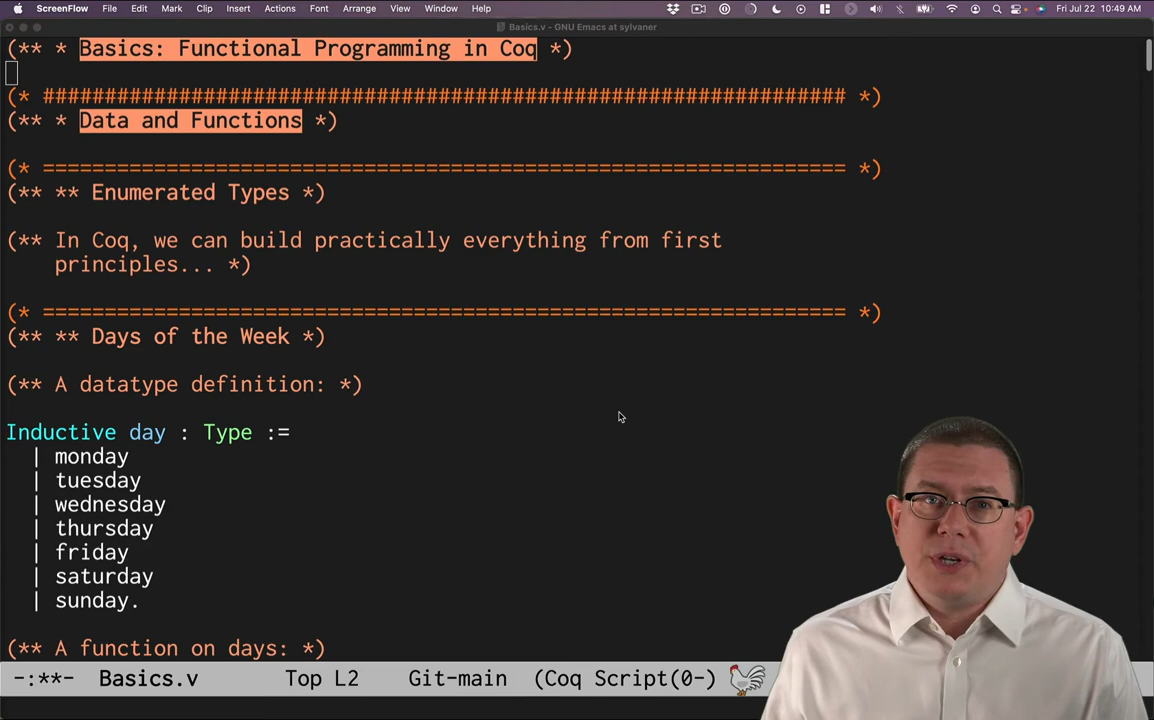 ScreenFlow File Edit Mark Clip Insert Actions Font Arrange View Window Help Fri Jul 22 10:49 AM
Basics.v - GNU Emacs at sylvaner
(** * Basics: Functional Programming in Coq *)
(* ################################################################# *)
(** * Data and Functions *)
(* ================================================================= *)
(** ** Enumerated Types *)
(** In Coq, we can build practically everything from first
principles... *)
(* ================================================================= *)
(** ** Days of the Week *)
(** A datatype definition: *)
Inductive day : Type :=
| monday
| tuesday
| wednesday
| thursday
| friday
| saturday
| sunday.
(** A function on days: *)
-:**- Basics.v Top L2 Git-main (Coq Script(0-)